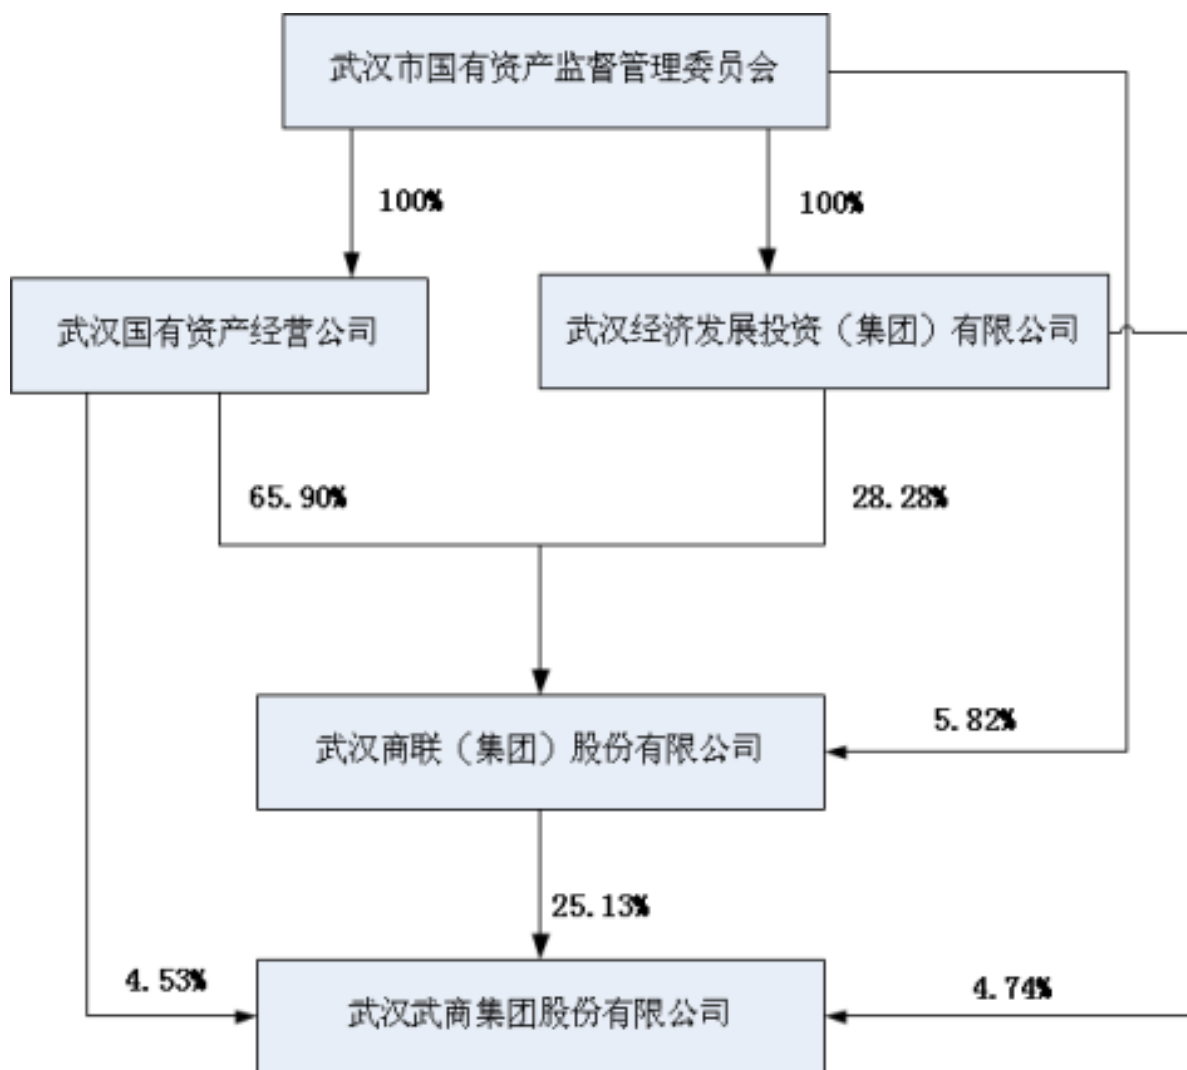 武汉市国有资产监督管理委员会
100%
100%
武汉国有资产经营公司
武汉经济发展投资（集团）有限公司
65.90%
28.28%
5.82%
武汉商联（集团）股份有限公司
25.13%
4.53%
4.74%
武汉武商集团股份有限公司